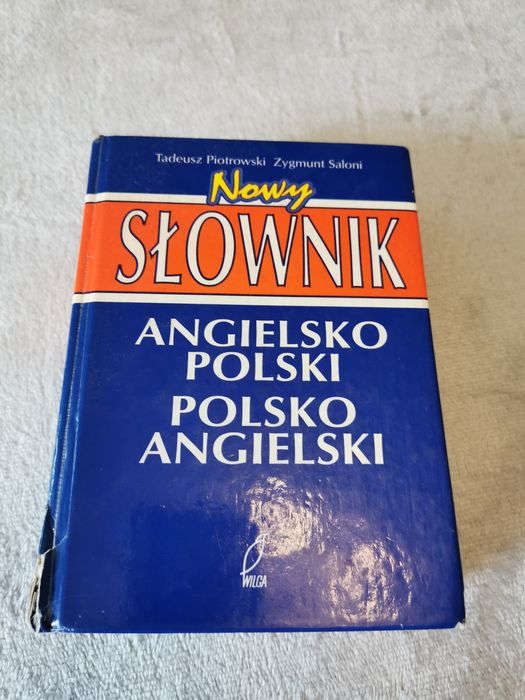 Tadeusz Piotrowski Zygmunt Saloni
Nowy
SŁOWNIK
ANGIELSKO
POLSKI
POLSKO
ANGIELSKI
WILGA